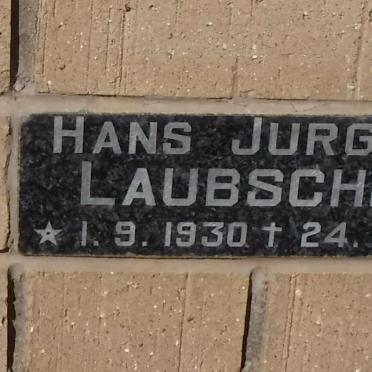 HANS JURG
LAUBSCH
★ 1. 9. 1930 † 24.